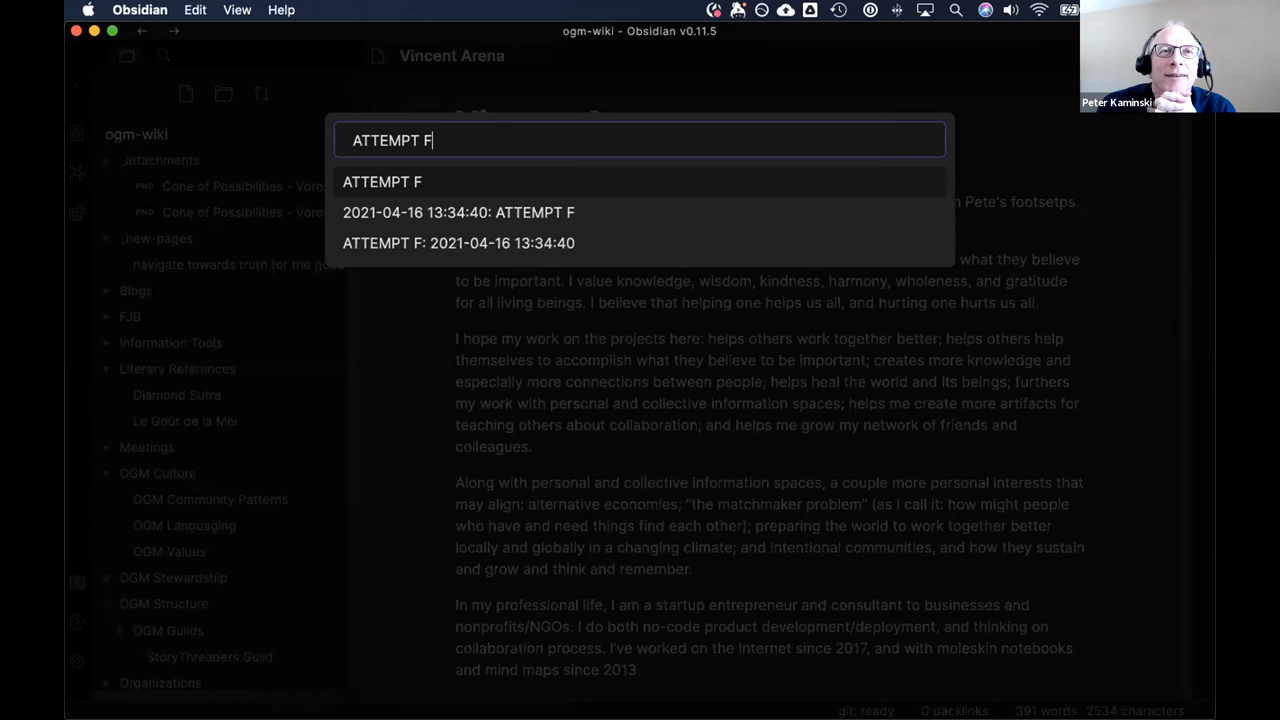 Obsidian Edit View Help
ogm-wiki - Obsidian v0.11.5
Peter Kaminski
Vincent Arena
ogm-wiki
_attachments
PNG Cone of Possibilities - Voros
PNG Cone of Possibilities - Voros
_new-pages
navigate towards truth for the good
Blogs
FJB
Information Tools
Literary References
Diamond Sutra
Le Goût de la Mer
Meetings
OGM Culture
OGM Community Patterns
OGM Languaging
OGM Values
OGM Stewardship
OGM Structure
OGM Guilds
StoryThreaders Guild
Organizations
ATTEMPT F
ATTEMPT F
2021-04-16 13:34:40: ATTEMPT F
ATTEMPT F: 2021-04-16 13:34:40
n Pete's footsetps
what they believe
to be important. I value knowledge, wisdom, kindness, harmony, wholeness, and gratitude
for all living beings. I believe that helping one helps us all, and hurting one hurts us all.
I hope my work on the projects here: helps others work together better; helps others help
themselves to accomplish what they believe to be important; creates more knowledge and
especially more connections between people; helps heal the world and its beings; furthers
my work with personal and collective information spaces; helps me create more artifacts for
teaching others about collaboration; and helps me grow my network of friends and
colleagues.
Along with personal and collective information spaces, a couple more personal interests that
may align: alternative economies; "the matchmaker problem" (as I call it: how might people
who have and need things find each other); preparing the world to work together better
locally and globally in a changing climate; and intentional communities, and how they sustain
and grow and think and remember.
In my professional life, I am a startup entrepreneur and consultant to businesses and
nonprofits/NGOs. I do both no-code product development/deployment, and thinking on
collaboration process. I've worked on the Internet since 2017, and with moleskin notebooks
and mind maps since 2013.
git: ready 0 backlinks 391 words 2534 characters